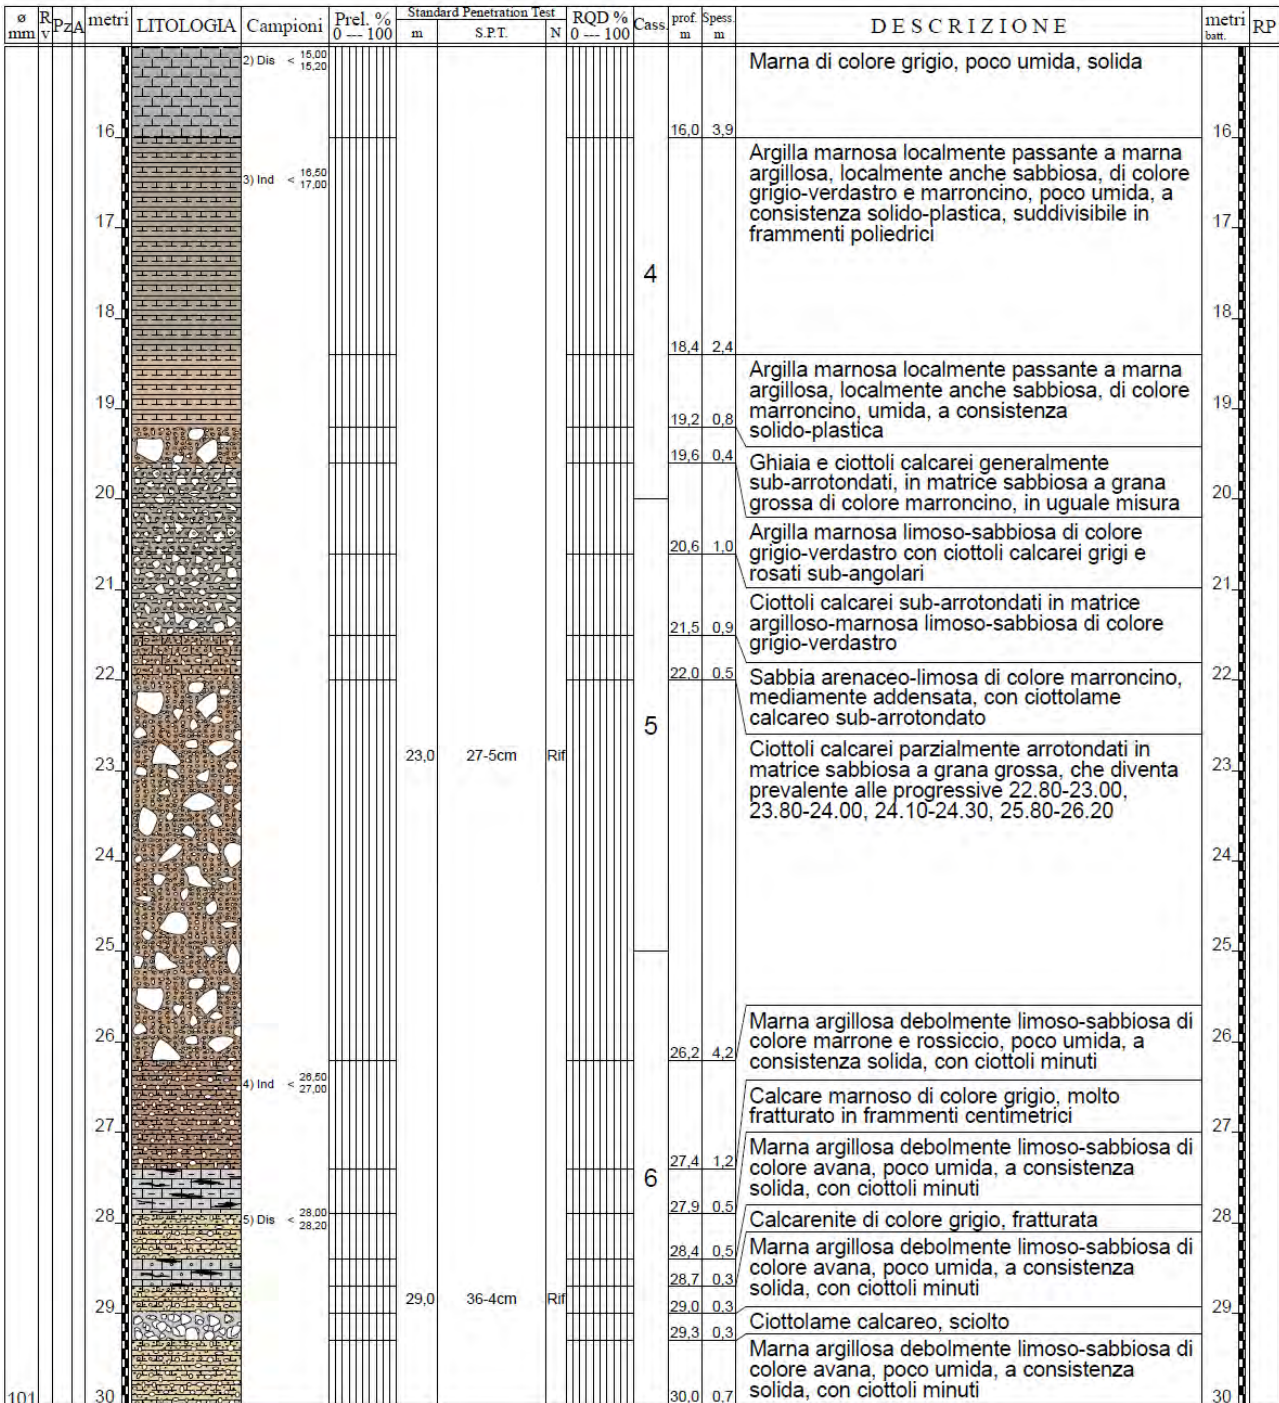 ø mm R v Pz A metri LITOLOGIA Campioni Prel. % 0 --- 100 Standard Penetration Test m S.P.T. N RQD % 0 --- 100 Cass. prof. m Spess. m DESCRIZIONE metri batt. RP
2) Dis < 15,00 15,20
Marna di colore grigio, poco umida, solida
16 16,0 3,9 16
3) Ind < 16,50 17,00
Argilla marnosa localmente passante a marna
argillosa, localmente anche sabbiosa, di colore
grigio-verdastro e marroncino, poco umida, a
consistenza solido-plastica, suddivisibile in
frammenti poliedrici
17 17
4
18 18
18,4 2,4
Argilla marnosa localmente passante a marna
argillosa, localmente anche sabbiosa, di colore
marroncino, umida, a consistenza
solido-plastica
19 19
19,2 0,8
19,6 0,4
Ghiaia e ciottoli calcarei generalmente
sub-arrotondati, in matrice sabbiosa a grana
grossa di colore marroncino, in uguale misura
20 20
Argilla marnosa limoso-sabbiosa di colore
grigio-verdastro con ciottoli calcarei grigi e
rosati sub-angolari
20,6 1,0
21 21
Ciottoli calcarei sub-arrotondati in matrice
argilloso-marnosa limoso-sabbiosa di colore
grigio-verdastro
21,5 0,9
22 22,0 0,5 22
Sabbia arenaceo-limosa di colore marroncino,
mediamente addensata, con ciottolame
calcareo sub-arrotondato
5
23 23,0 27-5cm Rif 23
Ciottoli calcarei parzialmente arrotondati in
matrice sabbiosa a grana grossa, che diventa
prevalente alle progressive 22.80-23.00,
23.80-24.00, 24.10-24.30, 25.80-26.20
24 24
25 25
26 26
26,2 4,2
Marna argillosa debolmente limoso-sabbiosa di
colore marrone e rossiccio, poco umida, a
consistenza solida, con ciottoli minuti
4) Ind < 26,50 27,00
Calcare marnoso di colore grigio, molto
fratturato in frammenti centimetrici
27 27
27,4 1,2
6
Marna argillosa debolmente limoso-sabbiosa di
colore avana, poco umida, a consistenza
solida, con ciottoli minuti
27,9 0,5
28 5) Dis < 28,00 28,20 28
Calcarenite di colore grigio, fratturata
28,4 0,5
28,7 0,3
Marna argillosa debolmente limoso-sabbiosa di
colore avana, poco umida, a consistenza
solida, con ciottoli minuti
29 29,0 36-4cm Rif 29,0 0,3 29
Ciottolame calcareo, sciolto
29,3 0,3
Marna argillosa debolmente limoso-sabbiosa di
colore avana, poco umida, a consistenza
solida, con ciottoli minuti
101 30 30,0 0,7 30